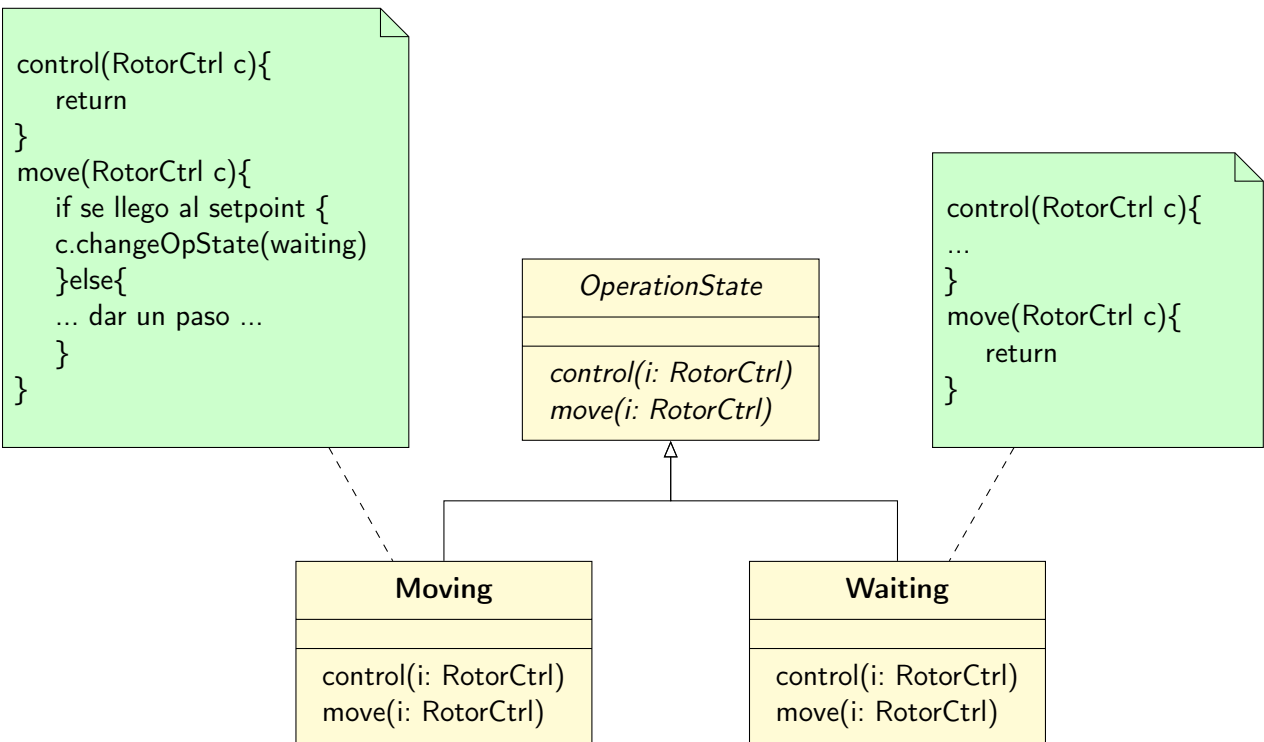 control(RotorCtrl c){
return
}
move(RotorCtrl c){
if se llego al setpoint {
c.changeOpState(waiting)
}else{
... dar un paso ...
}
}
control(RotorCtrl c){
...
}
move(RotorCtrl c){
return
}
OperationState
control(i: RotorCtrl)
move(i: RotorCtrl)
Moving
control(i: RotorCtrl)
move(i: RotorCtrl)
Waiting
control(i: RotorCtrl)
move(i: RotorCtrl)